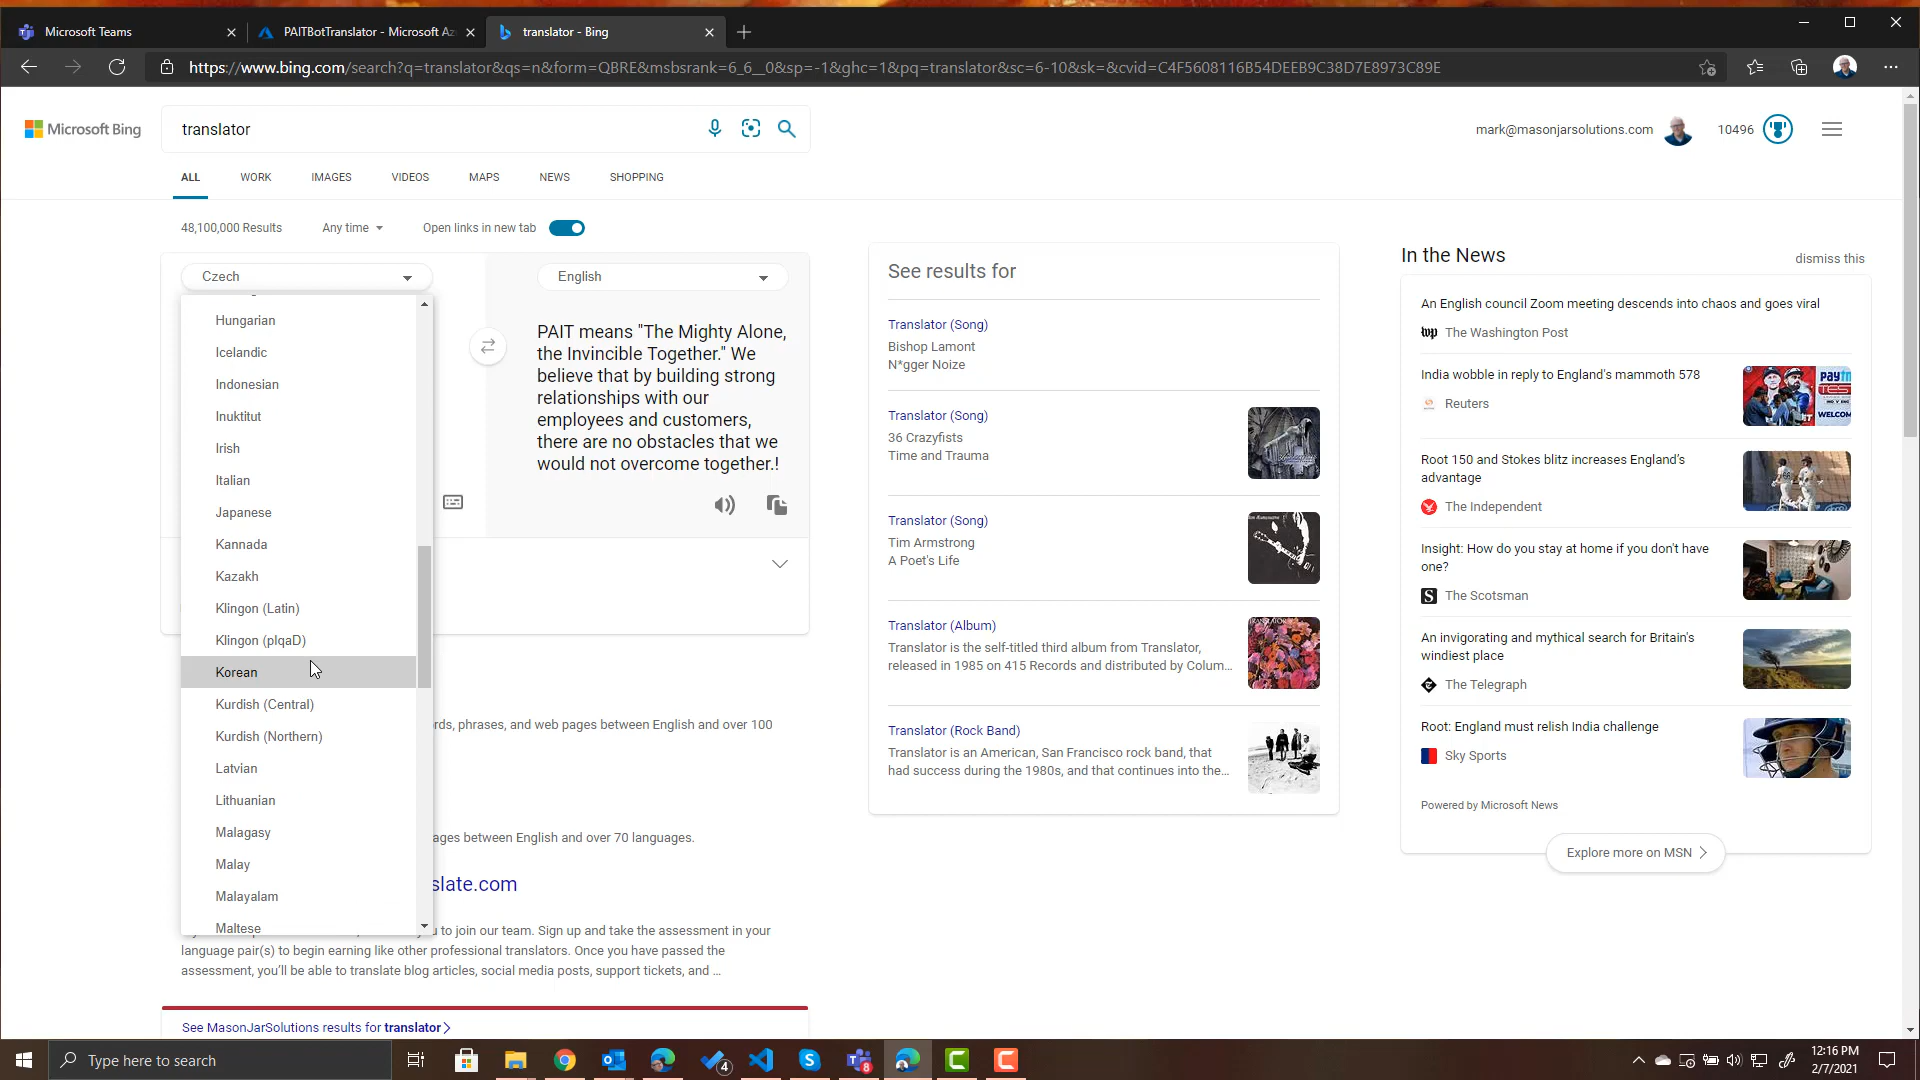 Microsoft Teams
PAITBotTranslator - Microsoft Az
translator - Bing
https://www.bing.com/search?q=translator&qs=n&form=QBRE&msbsrank=6_6__0&sp=-1&ghc=1&pq=translator&sc=6-10&sk=&cvid=C4F5608116B54DEEB9C38D7E8973C89E
Microsoft Bing
translator
mark@masonjarsolutions.com
10496
ALL
WORK
IMAGES
VIDEOS
MAPS
NEWS
SHOPPING
48,100,000 Results
Any time
Open links in new tab
Czech
Hungarian
Icelandic
Indonesian
Inuktitut
Irish
Italian
Japanese
Kannada
Kazakh
Klingon (Latin)
Klingon (pIqaD)
Korean
Kurdish (Central)
Kurdish (Northern)
Latvian
Lithuanian
Malagasy
Malay
Malayalam
Maltese
English
PAIT means "The Mighty Alone,
the Invincible Together." We
believe that by building strong
relationships with our
employees and customers,
there are no obstacles that we
would not overcome together.!
phrases, and web pages between English and over 100
between English and over 70 languages.
slate.com
to join our team. Sign up and take the assessment in your
language pair(s) to begin earning like other professional translators. Once you have passed the
assessment, you'll be able to translate blog articles, social media posts, support tickets, and ...
See MasonJarSolutions results for translator
See results for
Translator (Song)
Bishop Lamont
N*gger Noize
Translator (Song)
36 Crazyfists
Time and Trauma
Translator (Song)
Tim Armstrong
A Poet's Life
Translator (Album)
Translator is the self-titled third album from Translator,
released in 1985 on 415 Records and distributed by Colum...
Translator (Rock Band)
Translator is an American, San Francisco rock band, that
had success during the 1980s, and that continues into the...
In the News
dismiss this
An English council Zoom meeting descends into chaos and goes viral
wp The Washington Post
India wobble in reply to England's mammoth 578
Reuters
Root 150 and Stokes blitz increases England's
advantage
The Independent
Insight: How do you stay at home if you don't have
one?
S The Scotsman
An invigorating and mythical search for Britain's
windiest place
The Telegraph
Root: England must relish India challenge
Sky Sports
Powered by Microsoft News
Explore more on MSN
Type here to search
4
8
12:16 PM
2/7/2021